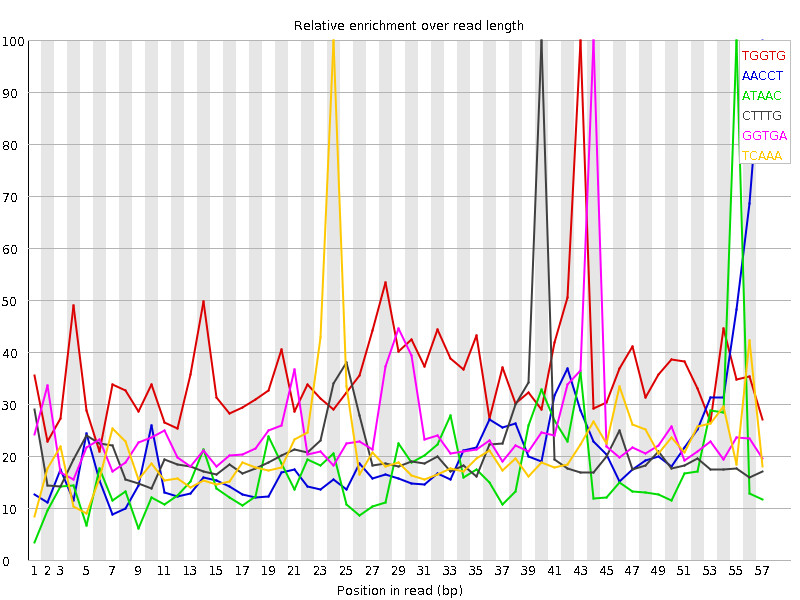 Relative enrichment over read length
100
90
80
70
60
50
40
30
20
10
0
TGGTG
AACCT
ATAAC
CTTTG
GGTGA
TCAAA
1 2 3 5 7 9 11 13 15 17 19 21 23 25 27 29 31 33 35 37 39 41 43 45 47 49 51 53 55 57
Position in read (bp)